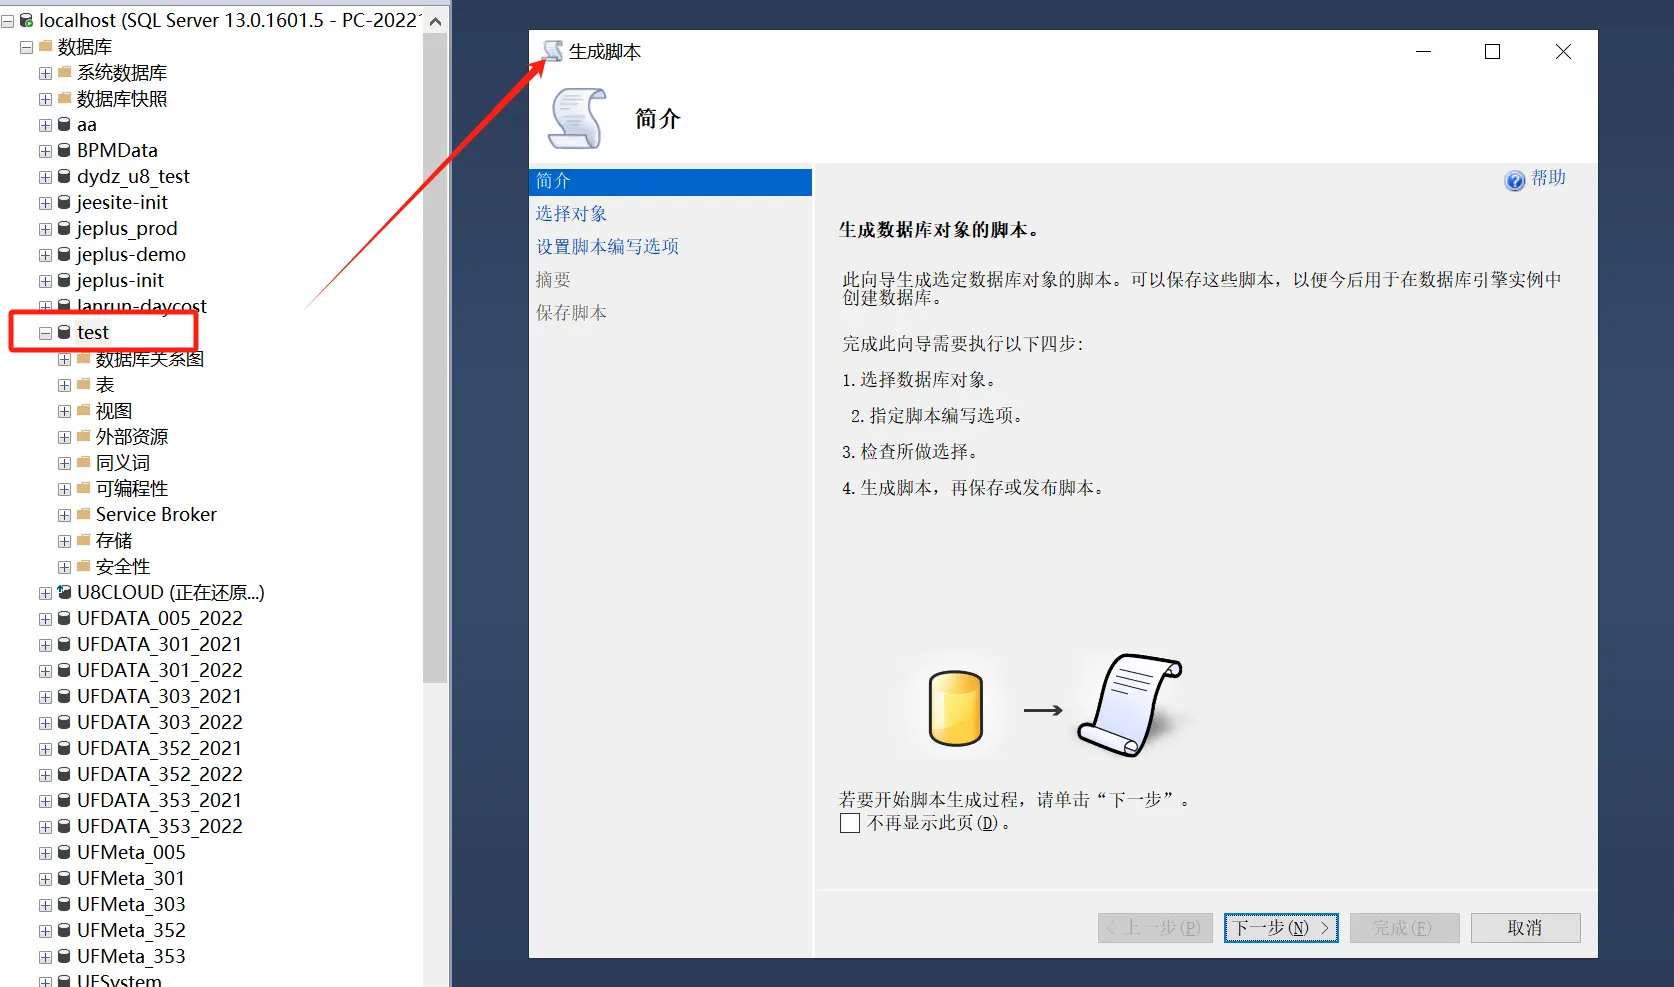 localhost (SQL Server 13.0.1601.5 - PC-2022
数据库
系统数据库
数据库快照
aa
BPMData
dydz_u8_test
jeesite-init
jeplus_prod
jeplus-demo
jeplus-init
lanrun-daycost
test
数据库关系图
表
视图
外部资源
同义词
可编程性
Service Broker
存储
安全性
U8CLOUD (正在还原...)
UFDATA_005_2022
UFDATA_301_2021
UFDATA_301_2022
UFDATA_303_2021
UFDATA_303_2022
UFDATA_352_2021
UFDATA_352_2022
UFDATA_353_2021
UFDATA_353_2022
UFMeta_005
UFMeta_301
UFMeta_303
UFMeta_352
UFMeta_353
UFSystem
生成脚本
简介
简介
选择对象
设置脚本编写选项
摘要
保存脚本
帮助
生成数据库对象的脚本。
此向导生成选定数据库对象的脚本。可以保存这些脚本，以便今后用于在数据库引擎实例中
创建数据库。
完成此向导需要执行以下四步:
1.选择数据库对象。
2.指定脚本编写选项。
3.检查所做选择。
4.生成脚本，再保存或发布脚本。
若要开始脚本生成过程，请单击“下一步”。
不再显示此页(D)。
< 上一步(P)
下一步(N) >
完成(F)
取消